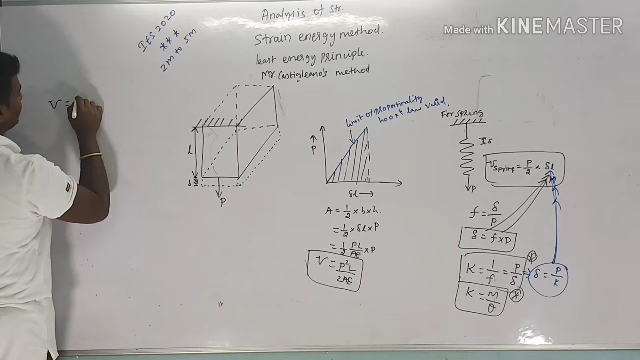 Analysis of Str.
Made with KINEMASTER
IES 2020
***
2M to 5M
Strain energy method.
least energy principle.
Mr Castigleano's method
V =
l
P
limit of proportionality
hook law valid.
P
δl
A = 1/2 × b × h.
= 1/2 × δl × P
= 1/2 PL/AE × P
V = P²L/2AE
For spring
P
V spring = P/2 × δl
f = δ/P
δ = f × P
K = 1/f = P/δ
δ = P/K
K = M/θ